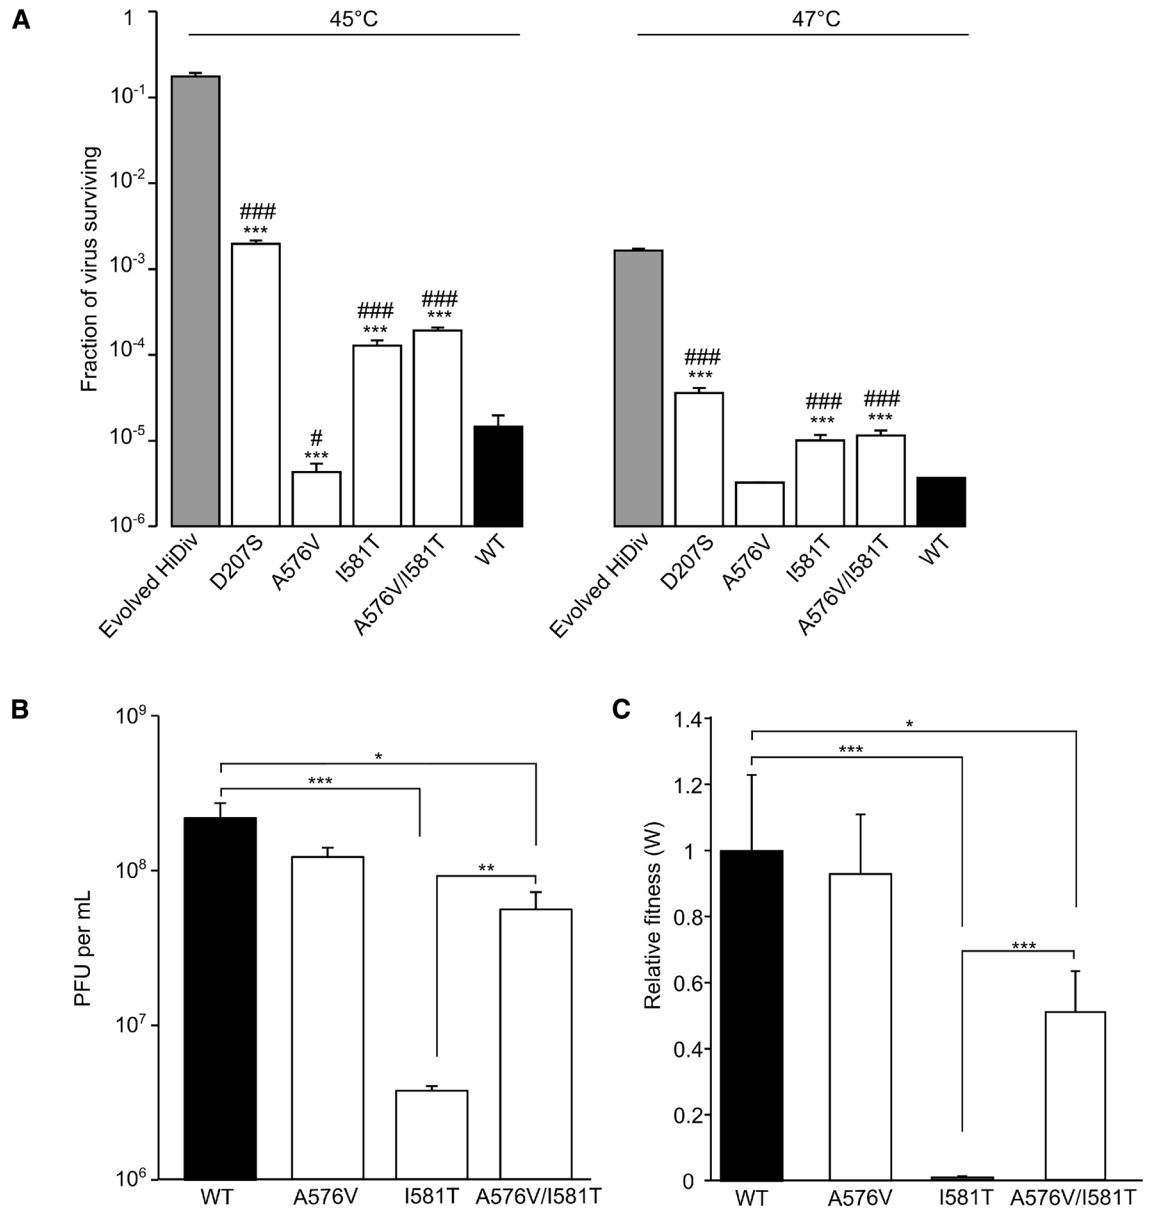 A
45°C
47°C
Fraction of virus surviving
1
10-1
10-2
10-3
10-4
10-5
10-6
###
***
#
***
###
***
###
***
###
***
###
***
###
***
Evolved HiDiv
D207S
A576V
I581T
A576V/I581T
WT
Evolved HiDiv
D207S
A576V
I581T
A576V/I581T
WT
B
PFU per mL
109
108
107
106
*
***
**
WT
A576V
I581T
A576V/I581T
C
Relative fitness (W)
1.4
1.2
1
0.8
0.6
0.4
0.2
0
*
***
***
WT
A576V
I581T
A576V/I581T